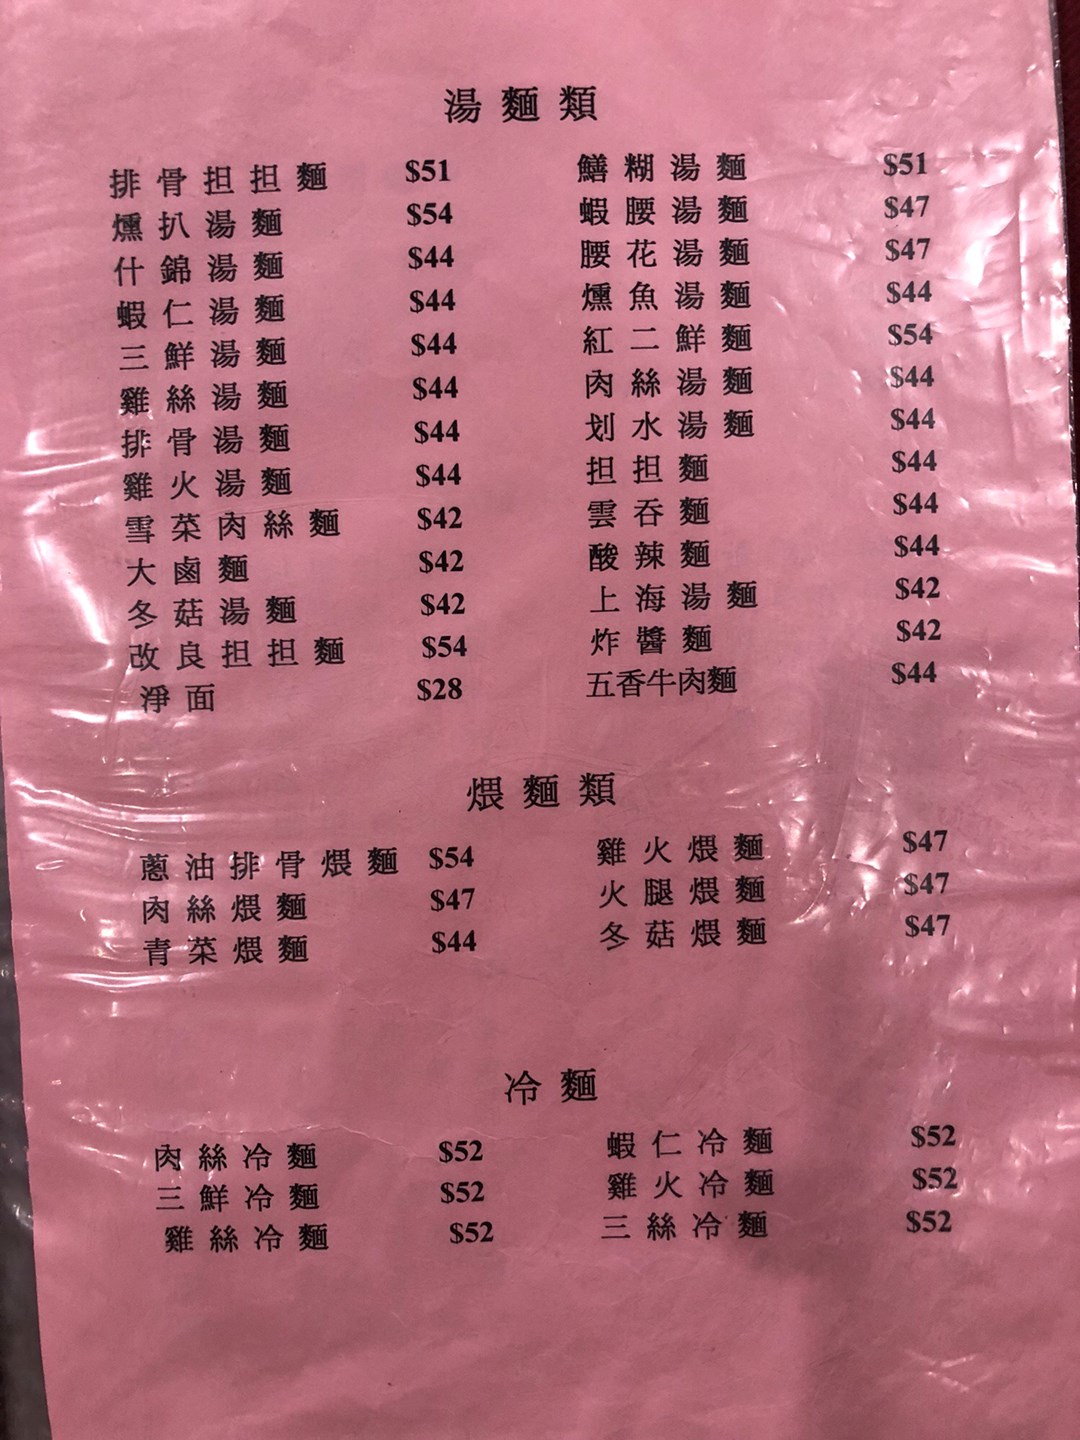 湯麵類
排骨担担麵 $51 鱔糊湯麵 $51
燻扒湯麵 $54 蝦腰湯麵 $47
什錦湯麵 $44 腰花湯麵 $47
蝦仁湯麵 $44 燻魚湯麵 $44
三鮮湯麵 $44 紅二鮮麵 $54
雞絲湯麵 $44 肉絲湯麵 $44
排骨湯麵 $44 划水湯麵 $44
雞火湯麵 $44 担担麵 $44
雪菜肉絲麵 $42 雲吞麵 $44
大鹵麵 $42 酸辣麵 $44
冬菇湯麵 $42 上海湯麵 $42
改良担担麵 $54 炸醬麵 $42
淨面 $28 五香牛肉麵 $44
煨麵類
蔥油排骨煨麵 $54 雞火煨麵 $47
肉絲煨麵 $47 火腿煨麵 $47
青菜煨麵 $44 冬菇煨麵 $47
冷麵
肉絲冷麵 $52 蝦仁冷麵 $52
三鮮冷麵 $52 雞火冷麵 $52
雞絲冷麵 $52 三絲冷麵 $52